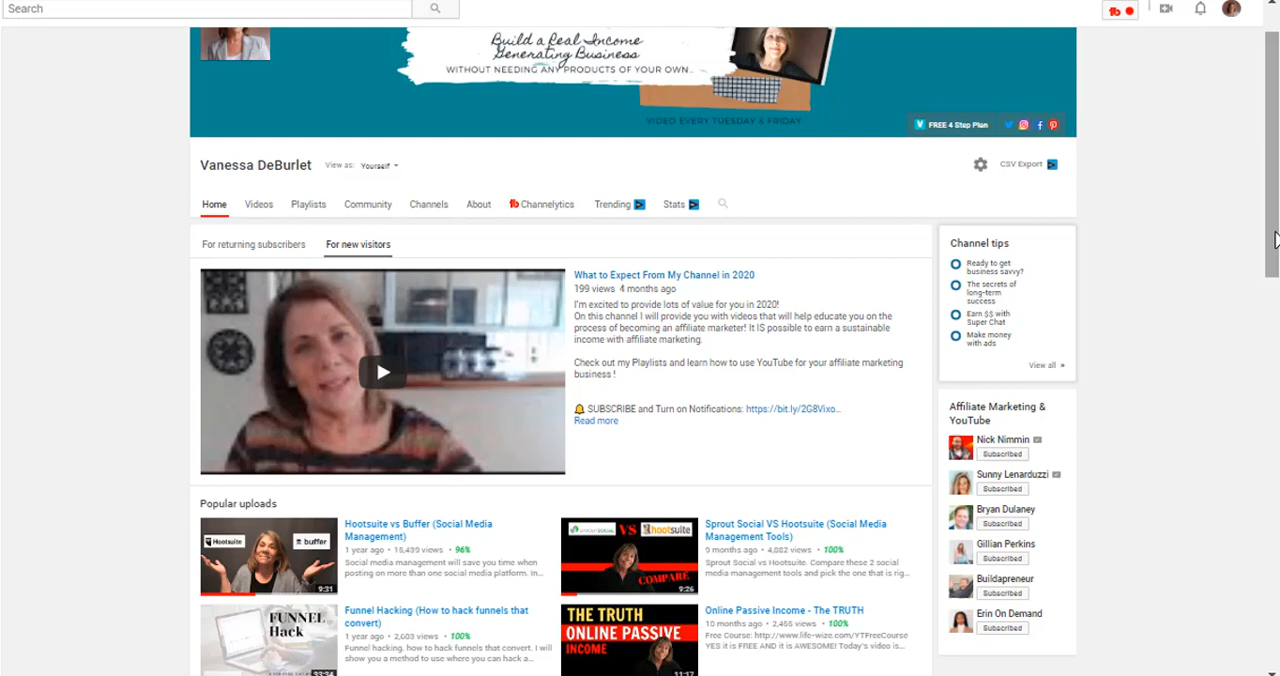 Search
Build a Real Income
Generating Business
WITHOUT NEEDING ANY PRODUCTS OF YOUR OWN...
VIDEO EVERY TUESDAY & FRIDAY
FREE 4 Step Plan
Vanessa DeBurlet View as: Yourself
CSV Export
Home Videos Playlists Community Channels About Channelytics Trending Stats
For returning subscribers For new visitors
What to Expect From My Channel in 2020
199 views 4 months ago
I'm excited to provide lots of value for you in 2020!
On this channel I will provide you with videos that will help educate you on the
process of becoming an affiliate marketer! It IS possible to earn a sustainable
income with affiliate marketing.
Check out my Playlists and learn how to use YouTube for your affiliate marketing
business !
🔔 SUBSCRIBE and Turn on Notifications: https://bit.ly/2G8Vixo...
Read more
Channel tips
Ready to get
business savvy?
The secrets of
long-term
success
Earn $$ with
Super Chat
Make money
with ads
View all »
Affiliate Marketing &
YouTube
Nick Nimmin
Subscribed
Sunny Lenarduzzi
Subscribed
Bryan Dulaney
Subscribed
Gillian Perkins
Subscribed
Buildapreneur
Subscribed
Erin On Demand
Subscribed
Popular uploads
Hootsuite
buffer
9:31
Hootsuite vs Buffer (Social Media
Management)
1 year ago • 15,439 views • 96%
Social media management will save you time when
posting on more than one social media platform. In...
VS
hootsuite
COMPARE
9:26
Sprout Social VS Hootsuite (Social Media
Management Tools)
9 months ago • 4,882 views • 100%
Sprout Social vs Hootsuite. Compare these 2 social
media management tools and pick the one that is rig...
FUNNEL
Hack
Funnel Hacking (How to hack funnels that
convert)
1 year ago • 2,603 views • 100%
Funnel hacking. how to hack funnels that convert. I will
show you a method to use where you can hack a...
THE TRUTH
ONLINE PASSIVE
INCOME
11:17
Online Passive Income - The TRUTH
10 months ago • 2,455 views • 100%
Free Course: http://www.life-wize.com/YTFreeCourse
YES it is FREE AND it is AWESOME! Today's video is...